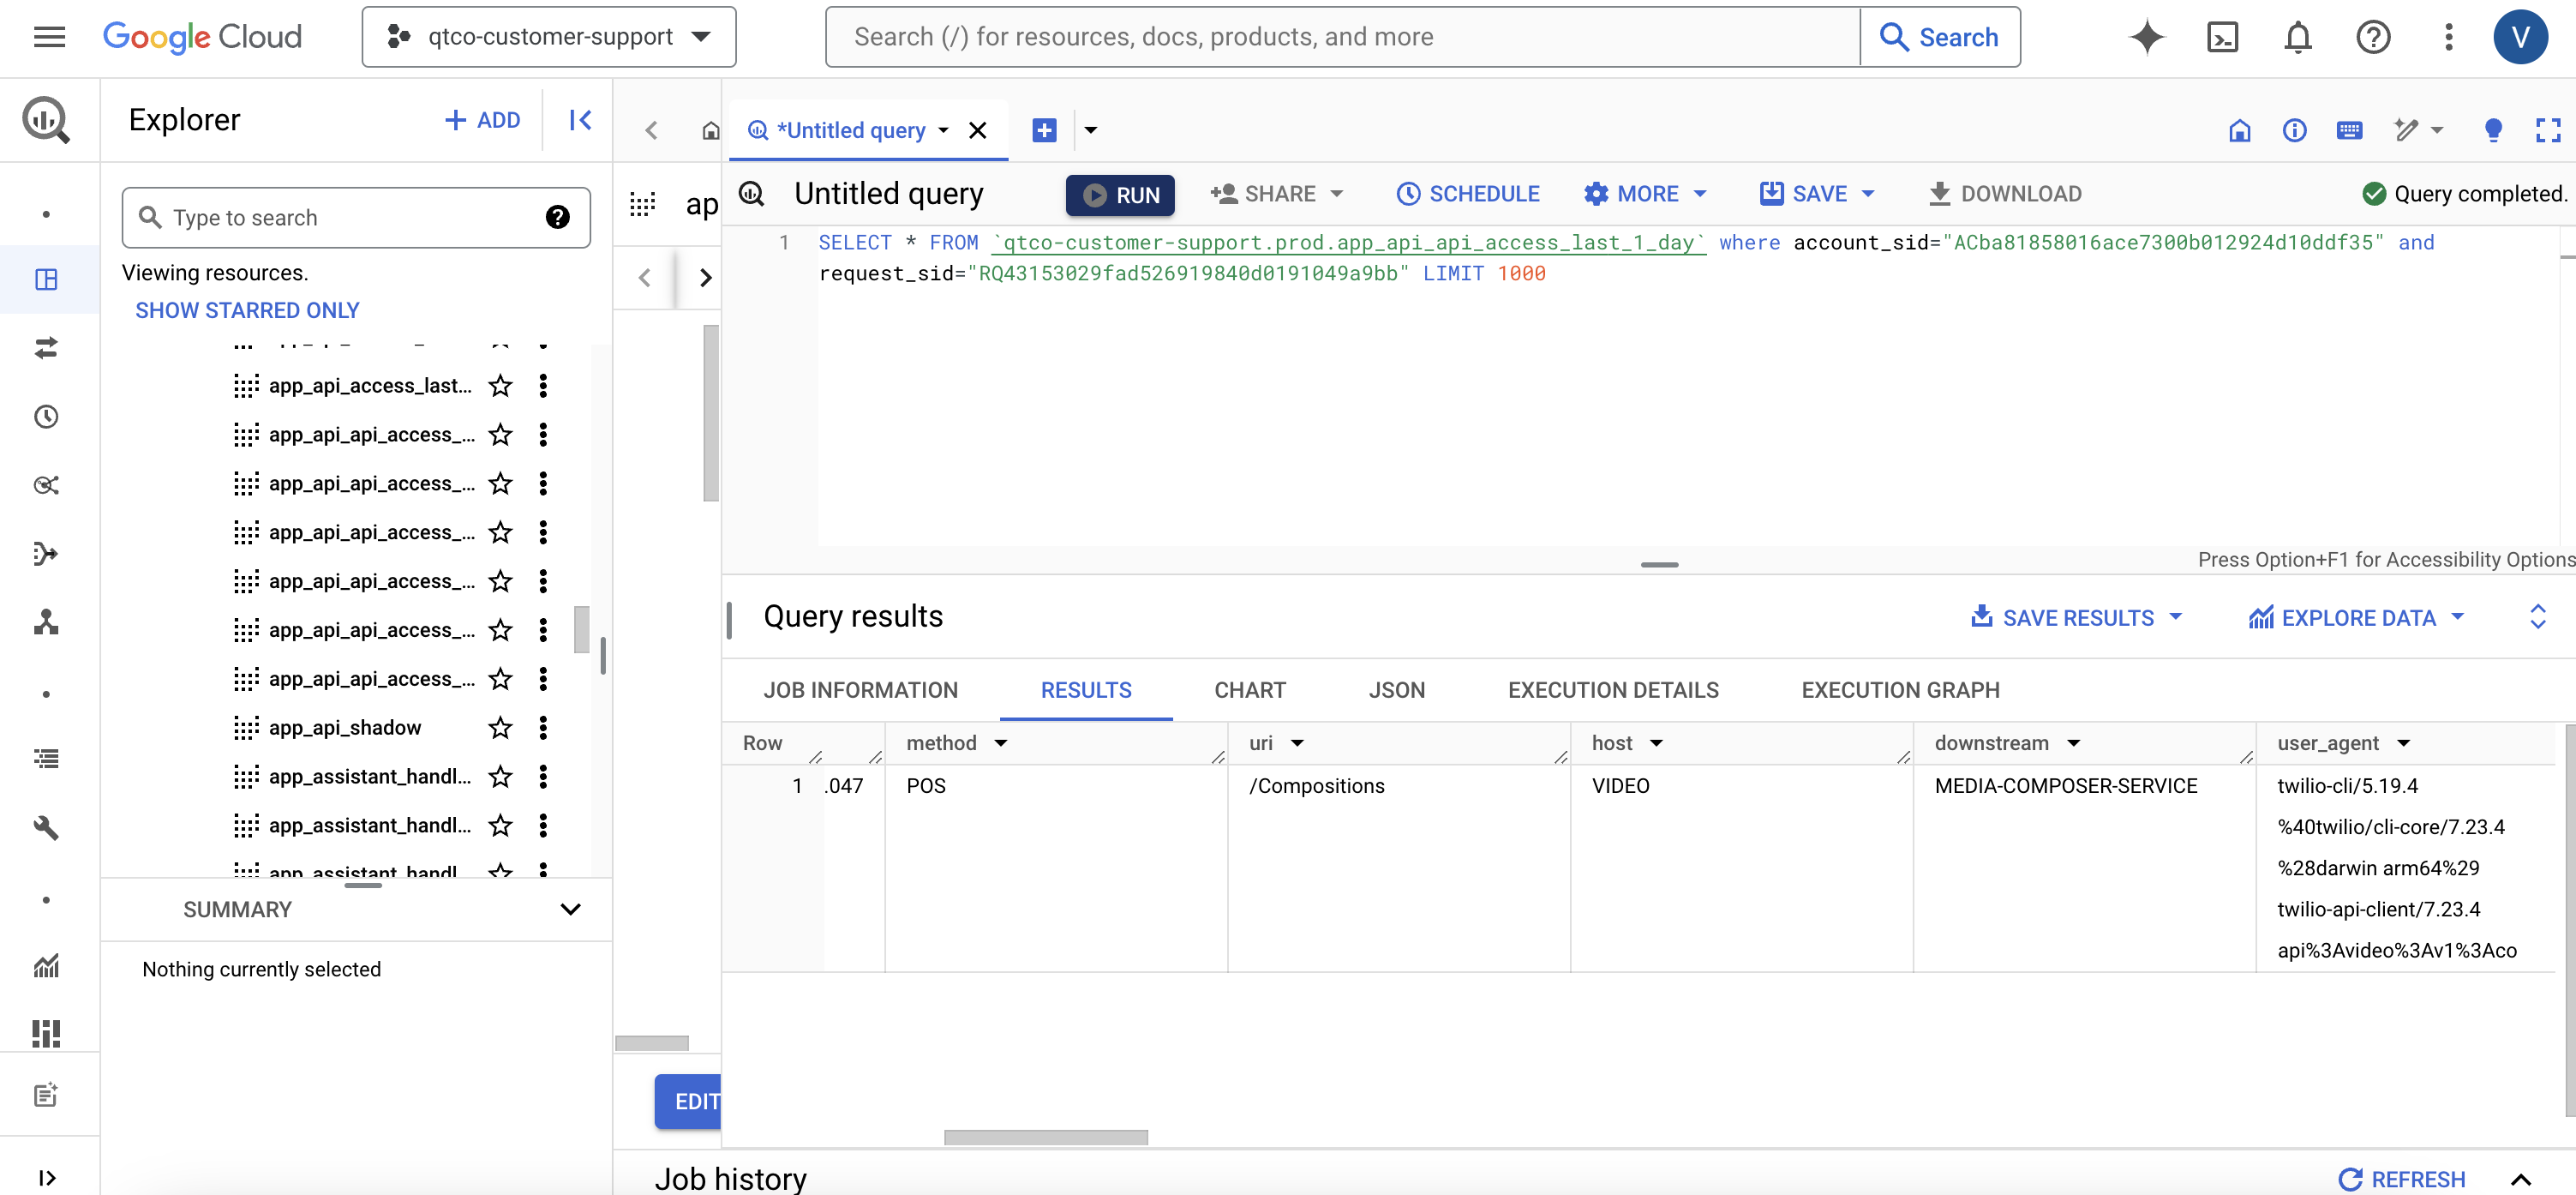 Google Cloud
qtco-customer-support
Search (/) for resources, docs, products, and more
Search
V
Explorer
ADD
*Untitled query
Type to search
Viewing resources.
SHOW STARRED ONLY
app_api_access_last...
app_api_api_access_...
app_api_api_access_...
app_api_api_access_...
app_api_api_access_...
app_api_api_access_...
app_api_api_access_...
app_api_shadow
app_assistant_handl...
app_assistant_handl...
app_assistant_handl
SUMMARY
Nothing currently selected
ap
EDIT
Untitled query
RUN
SHARE
SCHEDULE
MORE
SAVE
DOWNLOAD
Query completed.
1 SELECT * FROM `qtco-customer-support.prod.app_api_api_access_last_1_day` where account_sid="ACba81858016ace7300b012924d10ddf35" and
request_sid="RQ43153029fad526919840d0191049a9bb" LIMIT 1000
Press Option+F1 for Accessibility Options
Query results
SAVE RESULTS
EXPLORE DATA
JOB INFORMATION
RESULTS
CHART
JSON
EXECUTION DETAILS
EXECUTION GRAPH
Row method uri host downstream user_agent
1 .047 POS /Compositions VIDEO MEDIA-COMPOSER-SERVICE twilio-cli/5.19.4
%40twilio/cli-core/7.23.4
%28darwin arm64%29
twilio-api-client/7.23.4
api%3Avideo%3Av1%3Aco
Job history
REFRESH